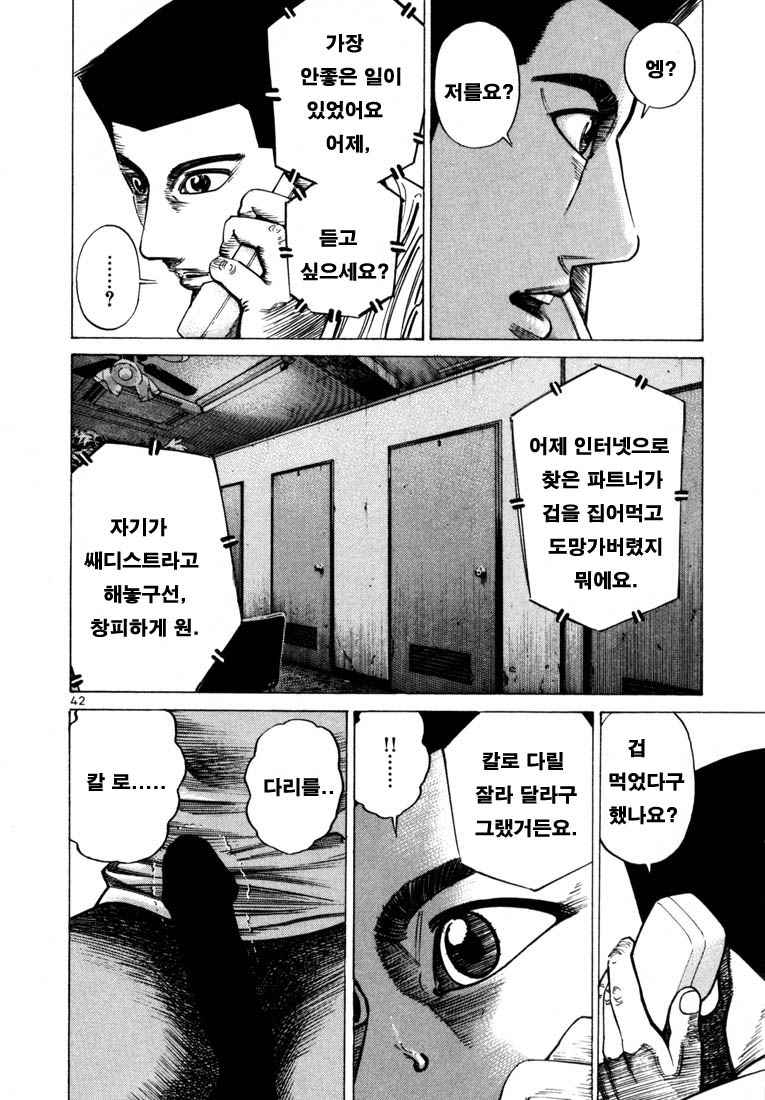 엥?
저를요?
가장
안좋은 일이
있었어요
어제,
듣고
싶으세요?
……?
어제 인터넷으로
찾은 파트너가
겁을 집어먹고
도망가버렸지
뭐에요.
자기가
쌔디스트라고
해놓구선,
창피하게 원.
42
겁
먹었다구
했나요?
칼로 다릴
잘라 달라구
그랬거든요.
!!……
다리를..
칼 로.....